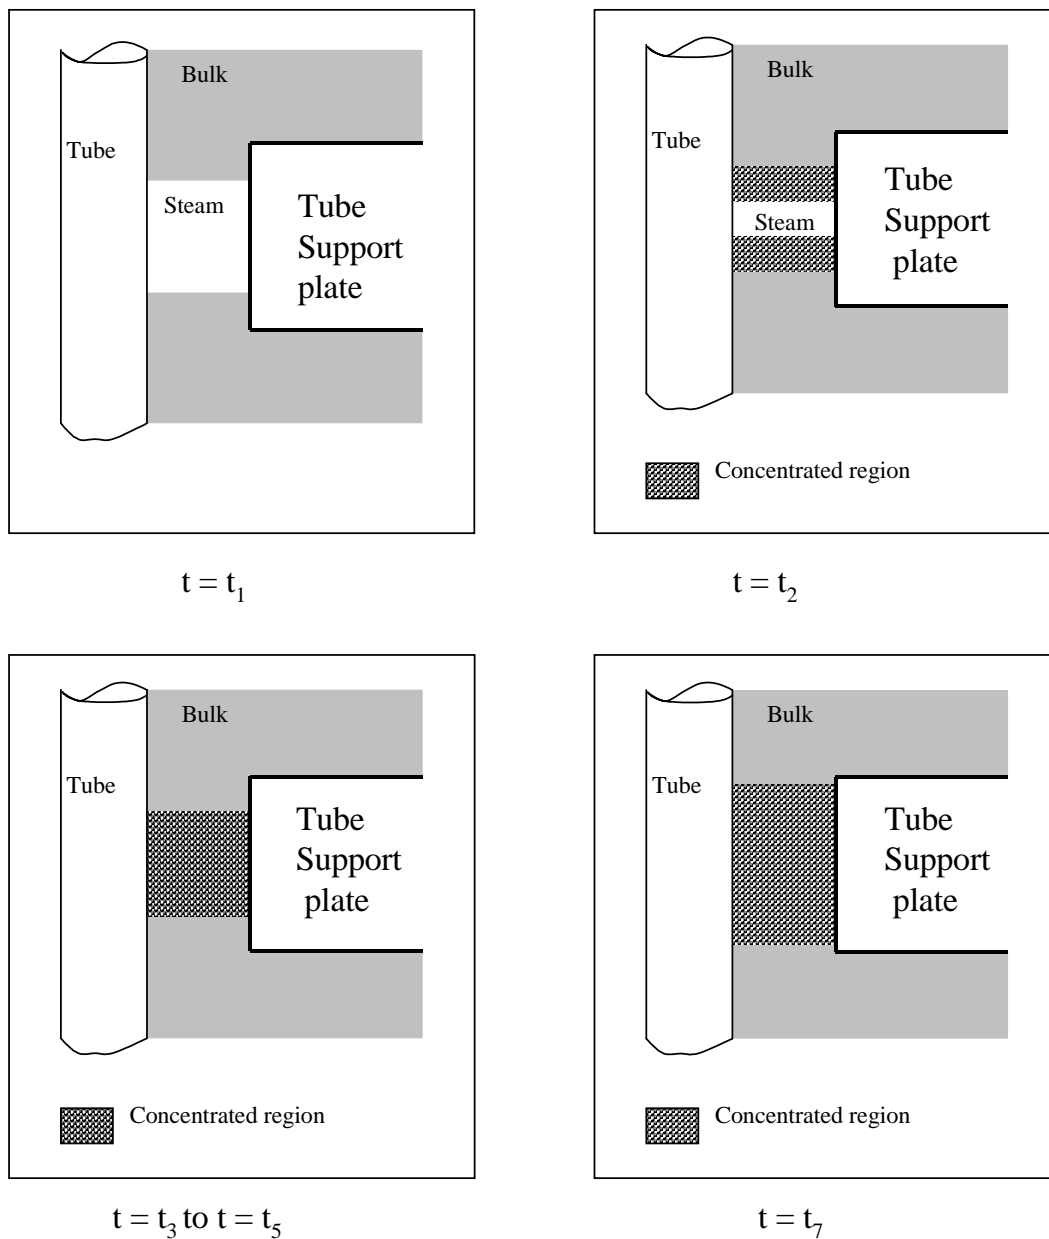 Bulk
Tube
Steam
Tube
Support
plate
t = t₁
Bulk
Tube
Tube
Steam
Support
plate
Concentrated region
t = t₂
Bulk
Tube
Tube
Support
plate
Concentrated region
t = t₃ to t = t₅
Bulk
Tube
Tube
Support
plate
Concentrated region
t = t₇